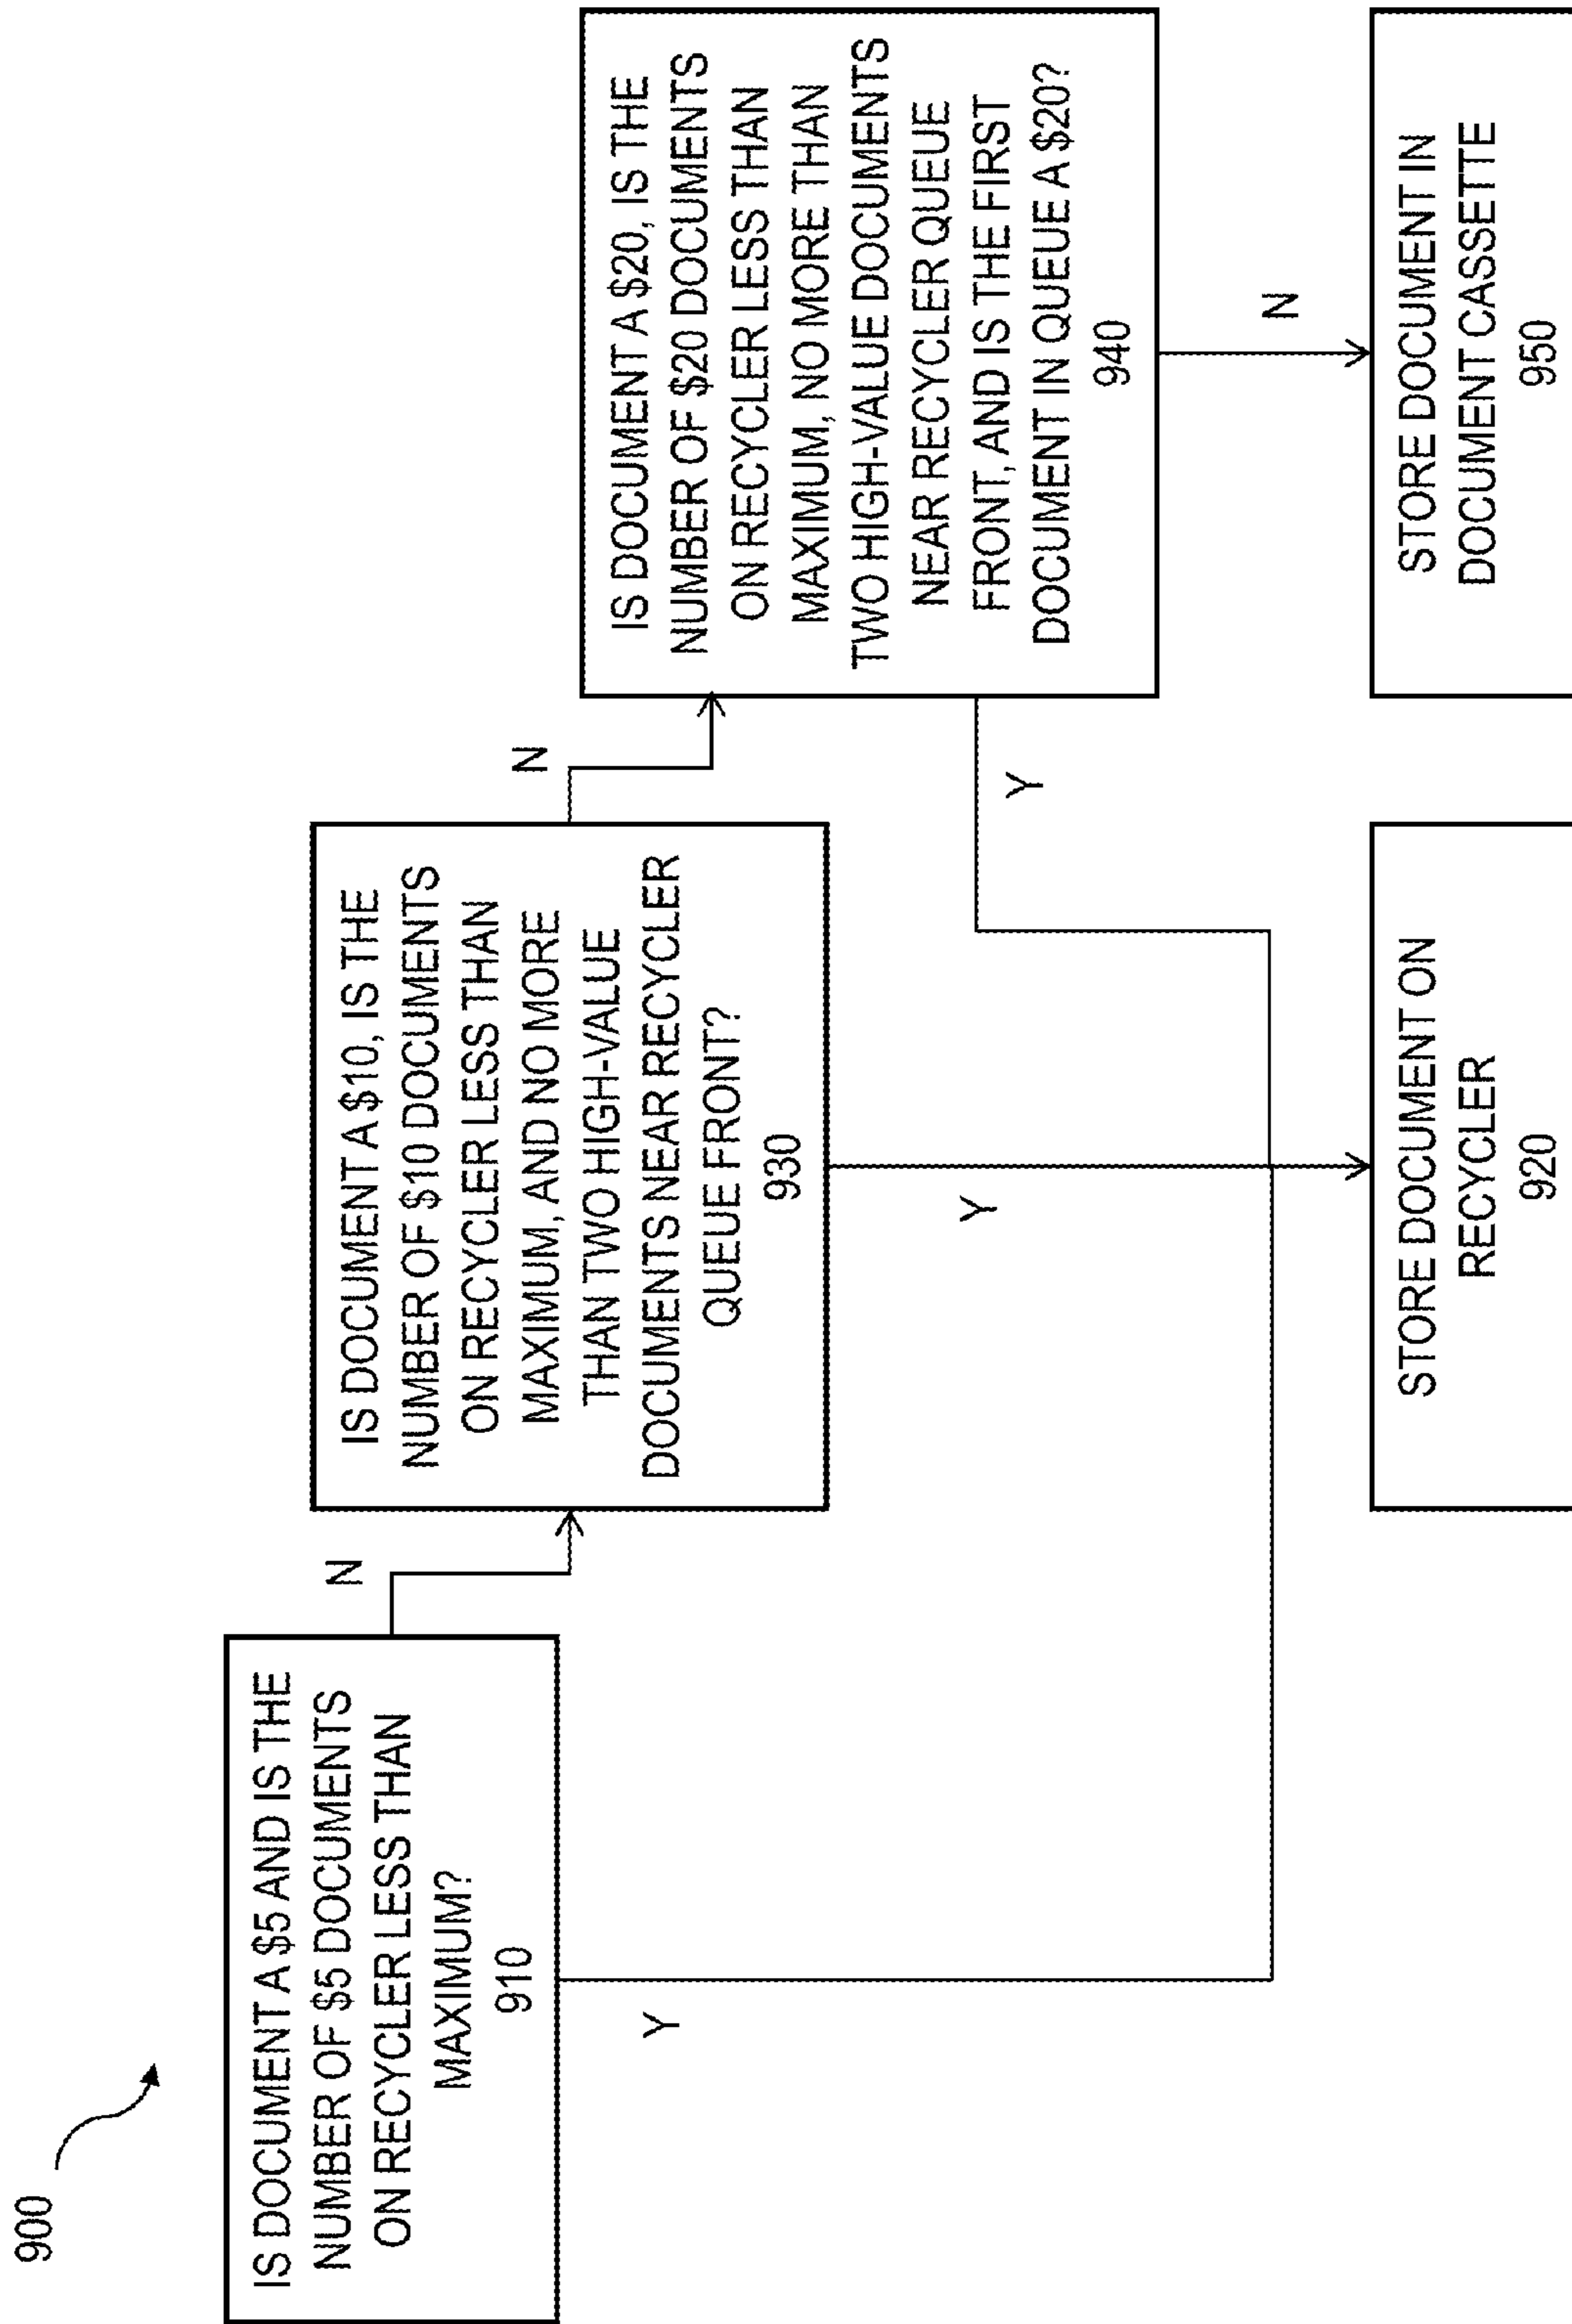 900
IS DOCUMENT A $5 AND IS THE
NUMBER OF $5 DOCUMENTS
ON RECYCLER LESS THAN
MAXIMUM?
910
Y
N
IS DOCUMENT A $10, IS THE
NUMBER OF $10 DOCUMENTS
ON RECYCLER LESS THAN
MAXIMUM, AND NO MORE
THAN TWO HIGH-VALUE
DOCUMENTS NEAR RECYCLER
QUEUE FRONT?
930
Y
N
IS DOCUMENT A $20, IS THE
NUMBER OF $20 DOCUMENTS
ON RECYCLER LESS THAN
MAXIMUM, NO MORE THAN
TWO HIGH-VALUE DOCUMENTS
NEAR RECYCLER QUEUE
FRONT, AND IS THE FIRST
DOCUMENT IN QUEUE A $20?
940
Y
N
STORE DOCUMENT ON
RECYCLER
920
STORE DOCUMENT IN
DOCUMENT CASSETTE
950